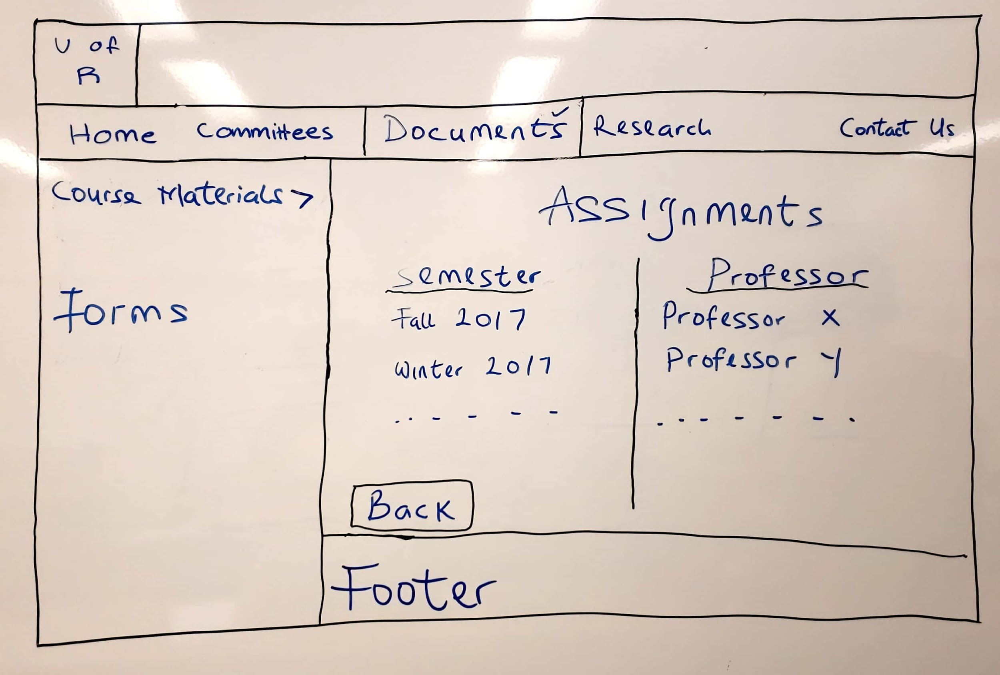 U of
R
Home Committees Documents Research Contact Us
Course Materials >
Forms
Assignments
Semester
Fall 2017
Winter 2017
Professor
Professor X
Professor Y
Back
Footer